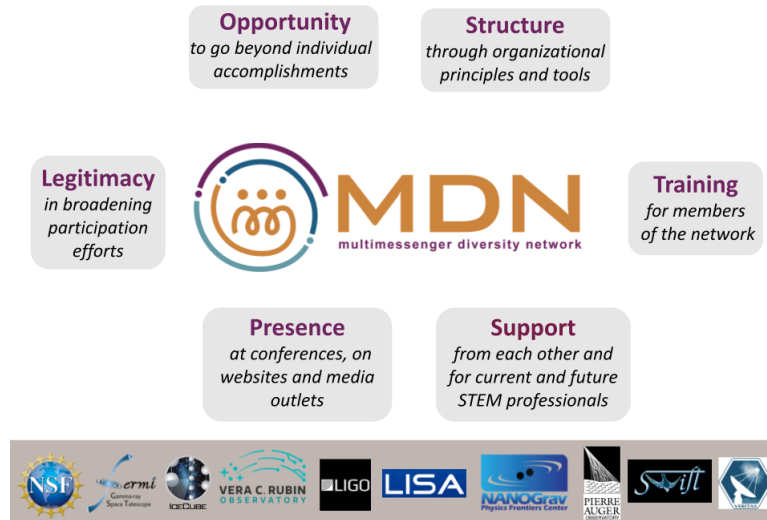 Opportunity
to go beyond individual
accomplishments
Structure
through organizational
principles and tools
Legitimacy
in broadening
participation
efforts
MDN
multimessenger diversity network
Training
for members
of the network
Presence
at conferences, on
websites and media
outlets
Support
from each other and
for current and future
STEM professionals
NSF
Fermi
Gamma-ray
Space Telescope
ICECUBE
VERA C. RUBIN
OBSERVATORY
LIGO
LISA
NANOGrav
Physics Frontiers Center
PIERRE
AUGER
OBSERVATORY
Swift
VERITAS